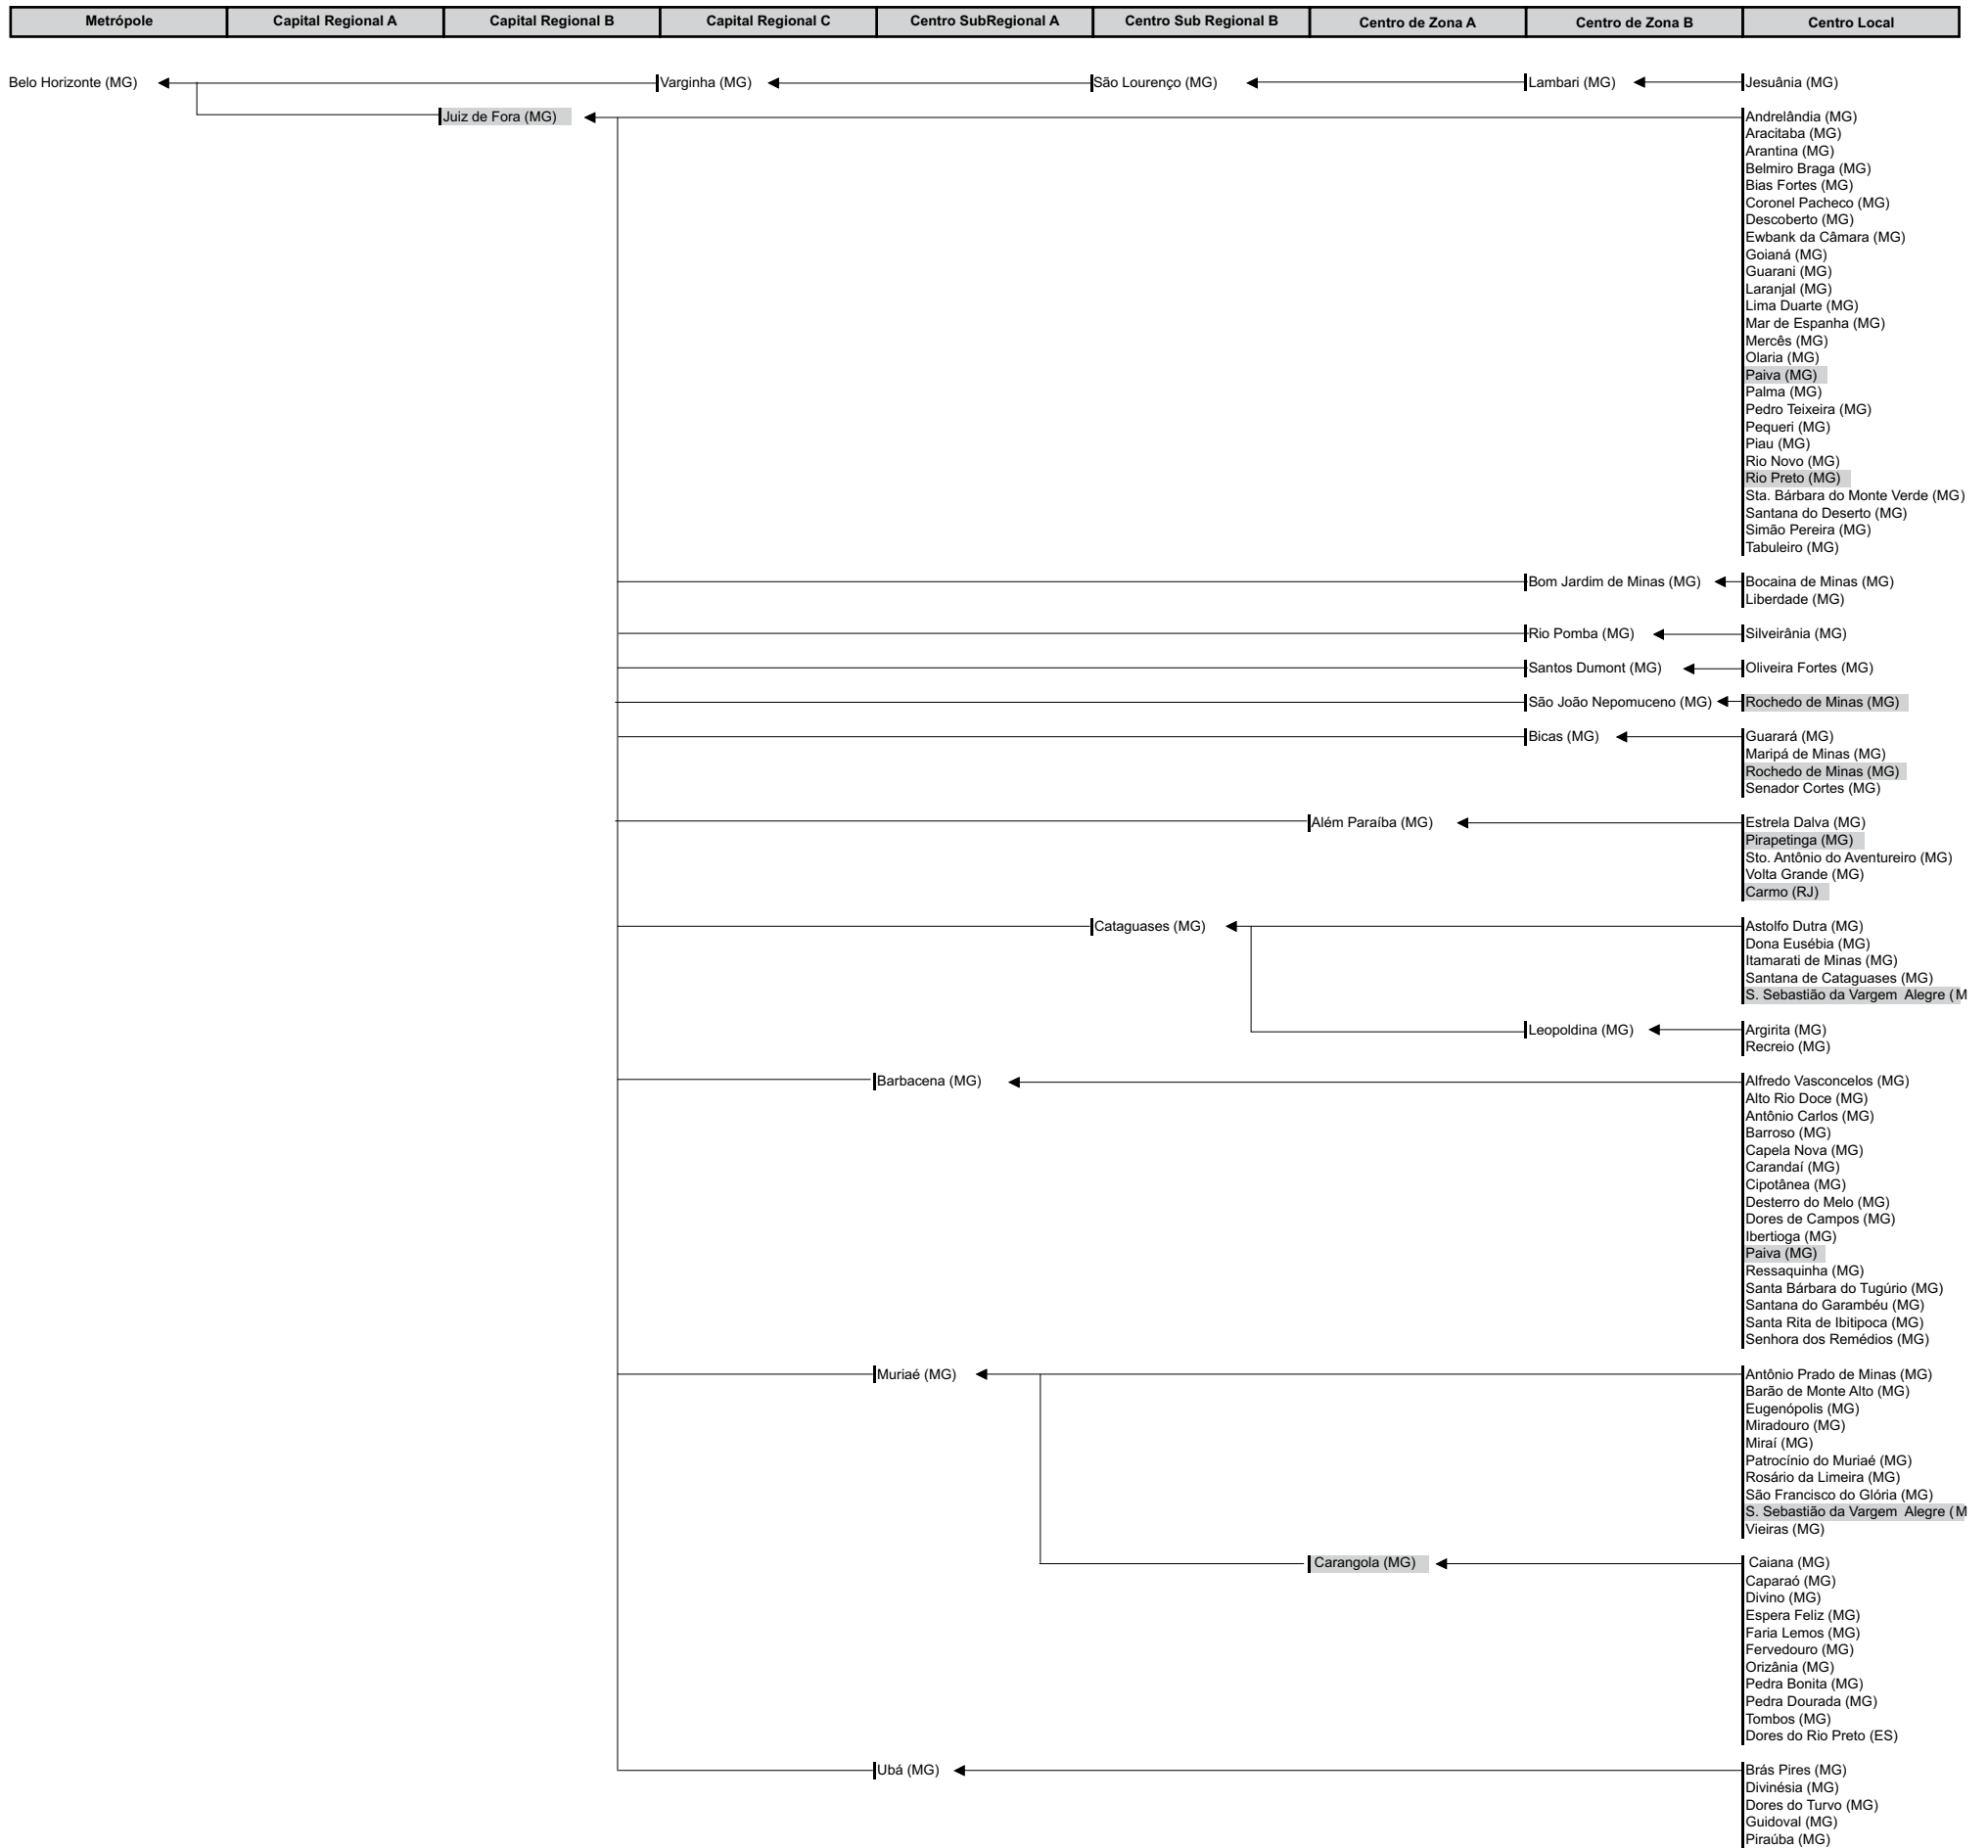 Metrópole Capital Regional A Capital Regional B Capital Regional C Centro SubRegional A Centro Sub Regional B Centro de Zona A Centro de Zona B Centro Local
Belo Horizonte (MG) Varginha (MG) São Lourenço (MG) Lambari (MG) Jesuânia (MG)
Juiz de Fora (MG) Andrelândia (MG)
Aracitaba (MG)
Arantina (MG)
Belmiro Braga (MG)
Bias Fortes (MG)
Coronel Pacheco (MG)
Descoberto (MG)
Ewbank da Câmara (MG)
Goianá (MG)
Guarani (MG)
Laranjal (MG)
Lima Duarte (MG)
Mar de Espanha (MG)
Mercês (MG)
Olaria (MG)
Paiva (MG)
Palma (MG)
Pedro Teixeira (MG)
Pequeri (MG)
Piau (MG)
Rio Novo (MG)
Rio Preto (MG)
Sta. Bárbara do Monte Verde (MG)
Santana do Deserto (MG)
Simão Pereira (MG)
Tabuleiro (MG)
Bom Jardim de Minas (MG) Bocaina de Minas (MG)
Liberdade (MG)
Rio Pomba (MG) Silveirânia (MG)
Santos Dumont (MG) Oliveira Fortes (MG)
São João Nepomuceno (MG) Rochedo de Minas (MG)
Bicas (MG) Guarará (MG)
Maripá de Minas (MG)
Rochedo de Minas (MG)
Senador Cortes (MG)
Além Paraíba (MG) Estrela Dalva (MG)
Pirapetinga (MG)
Sto. Antônio do Aventureiro (MG)
Volta Grande (MG)
Carmo (RJ)
Cataguases (MG) Astolfo Dutra (MG)
Dona Eusébia (MG)
Itamarati de Minas (MG)
Santana de Cataguases (MG)
S. Sebastião da Vargem Alegre (M
Leopoldina (MG) Argirita (MG)
Recreio (MG)
Barbacena (MG) Alfredo Vasconcelos (MG)
Alto Rio Doce (MG)
Antônio Carlos (MG)
Barroso (MG)
Capela Nova (MG)
Carandaí (MG)
Cipotânea (MG)
Desterro do Melo (MG)
Dores de Campos (MG)
Ibertioga (MG)
Paiva (MG)
Ressaquinha (MG)
Santa Bárbara do Tugúrio (MG)
Santana do Garambéu (MG)
Santa Rita de Ibitipoca (MG)
Senhora dos Remédios (MG)
Muriaé (MG) Antônio Prado de Minas (MG)
Barão de Monte Alto (MG)
Eugenópolis (MG)
Miradouro (MG)
Miraí (MG)
Patrocínio do Muriaé (MG)
Rosário da Limeira (MG)
São Francisco do Glória (MG)
S. Sebastião da Vargem Alegre (M
Vieiras (MG)
Carangola (MG) Caiana (MG)
Caparaó (MG)
Divino (MG)
Espera Feliz (MG)
Faria Lemos (MG)
Fervedouro (MG)
Orizânia (MG)
Pedra Bonita (MG)
Pedra Dourada (MG)
Tombos (MG)
Dores do Rio Preto (ES)
Ubá (MG) Brás Pires (MG)
Divinésia (MG)
Dores do Turvo (MG)
Guidoval (MG)
Piraúba (MG)